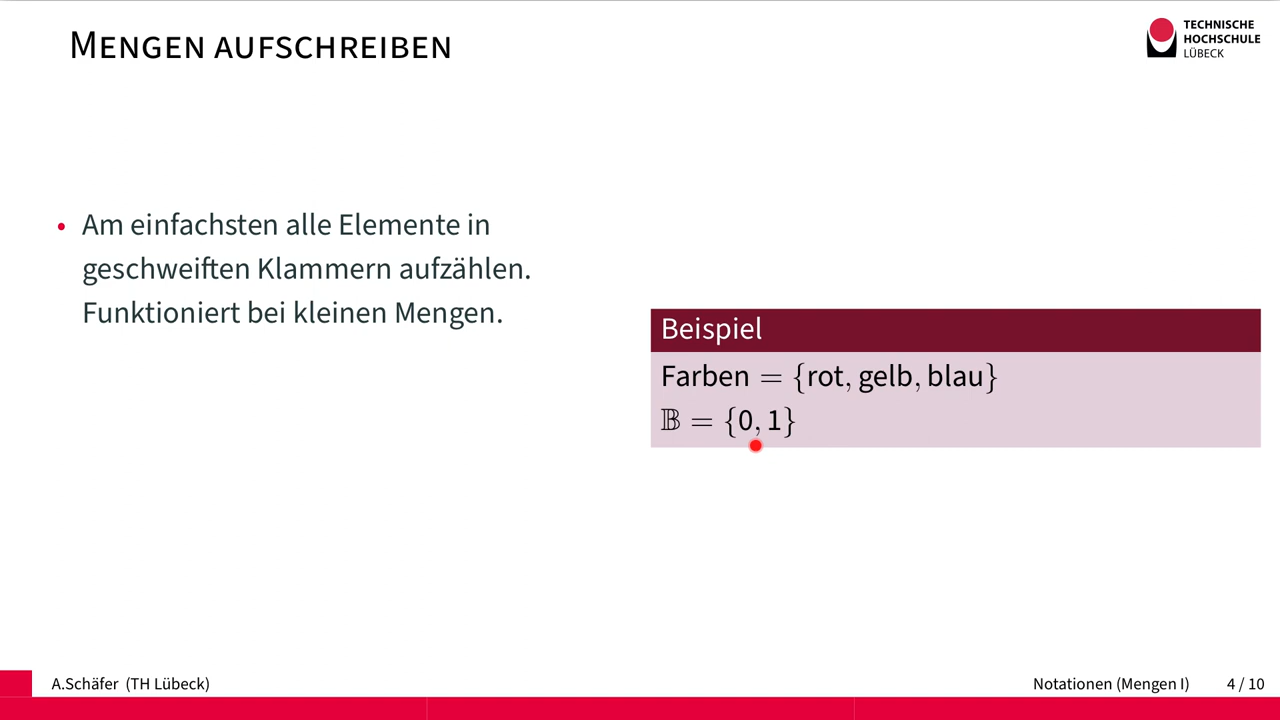 Mengen aufschreiben
TECHNISCHE
HOCHSCHULE
LÜBECK
• Am einfachsten alle Elemente in
geschweiften Klammern aufzählen.
Funktioniert bei kleinen Mengen.
Beispiel
Farben = {rot, gelb, blau}
𝔹 = {0, 1}
A.Schäfer (TH Lübeck)
Notationen (Mengen I)
4 / 10